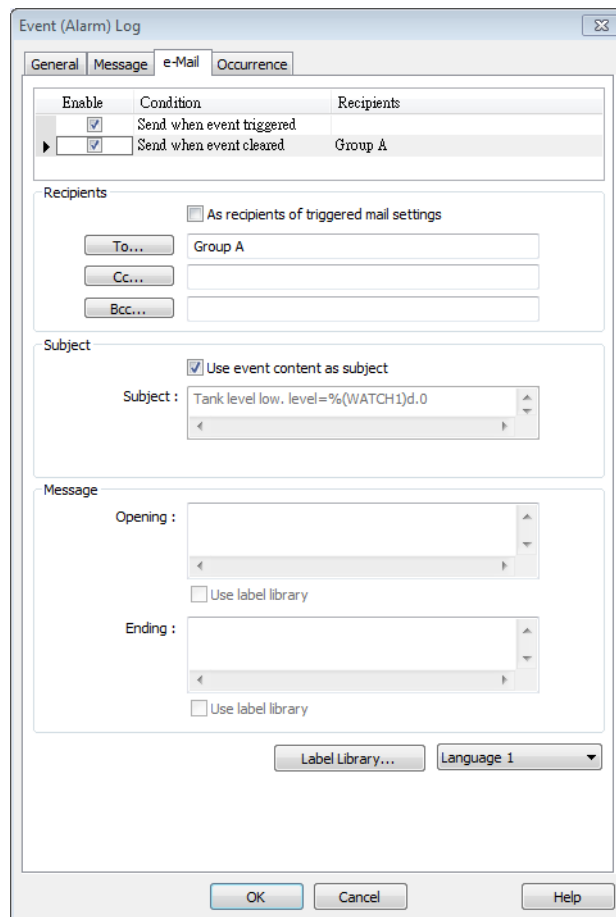 Event (Alarm) Log
General Message e-Mail Occurrence
Enable Condition Recipients
Send when event triggered
Send when event cleared Group A
Recipients
As recipients of triggered mail settings
To... Group A
Cc...
Bcc...
Subject
Use event content as subject
Subject : Tank level low. level=%(WATCH1)d.0
Message
Opening :
Use label library
Ending :
Use label library
Label Library... Language 1
OK Cancel Help